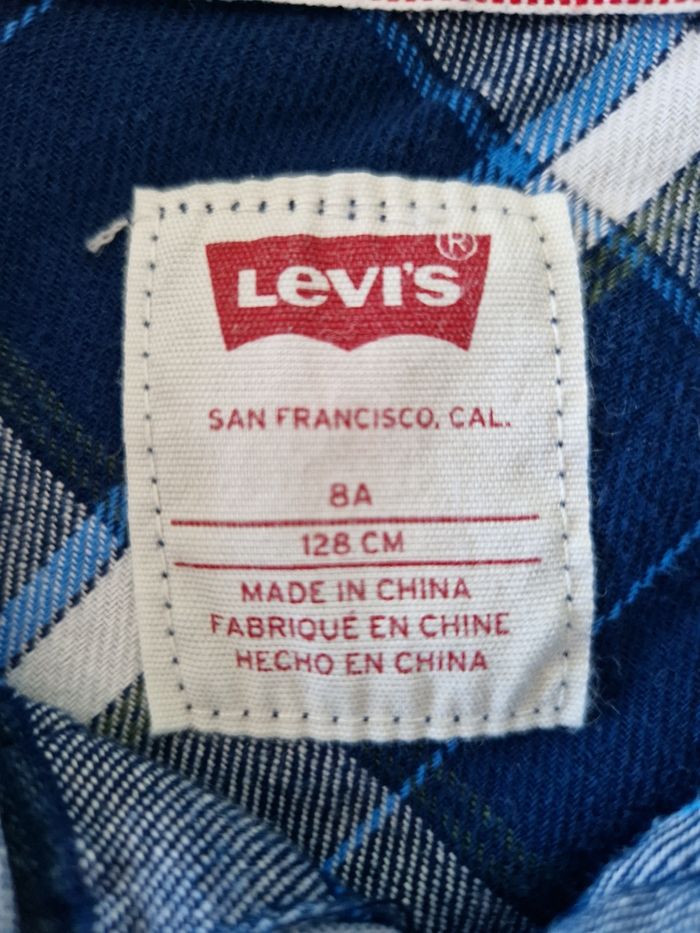 LEVI'S ®
SAN FRANCISCO, CAL.
8A
128 CM
MADE IN CHINA
FABRIQUÉ EN CHINE
HECHO EN CHINA